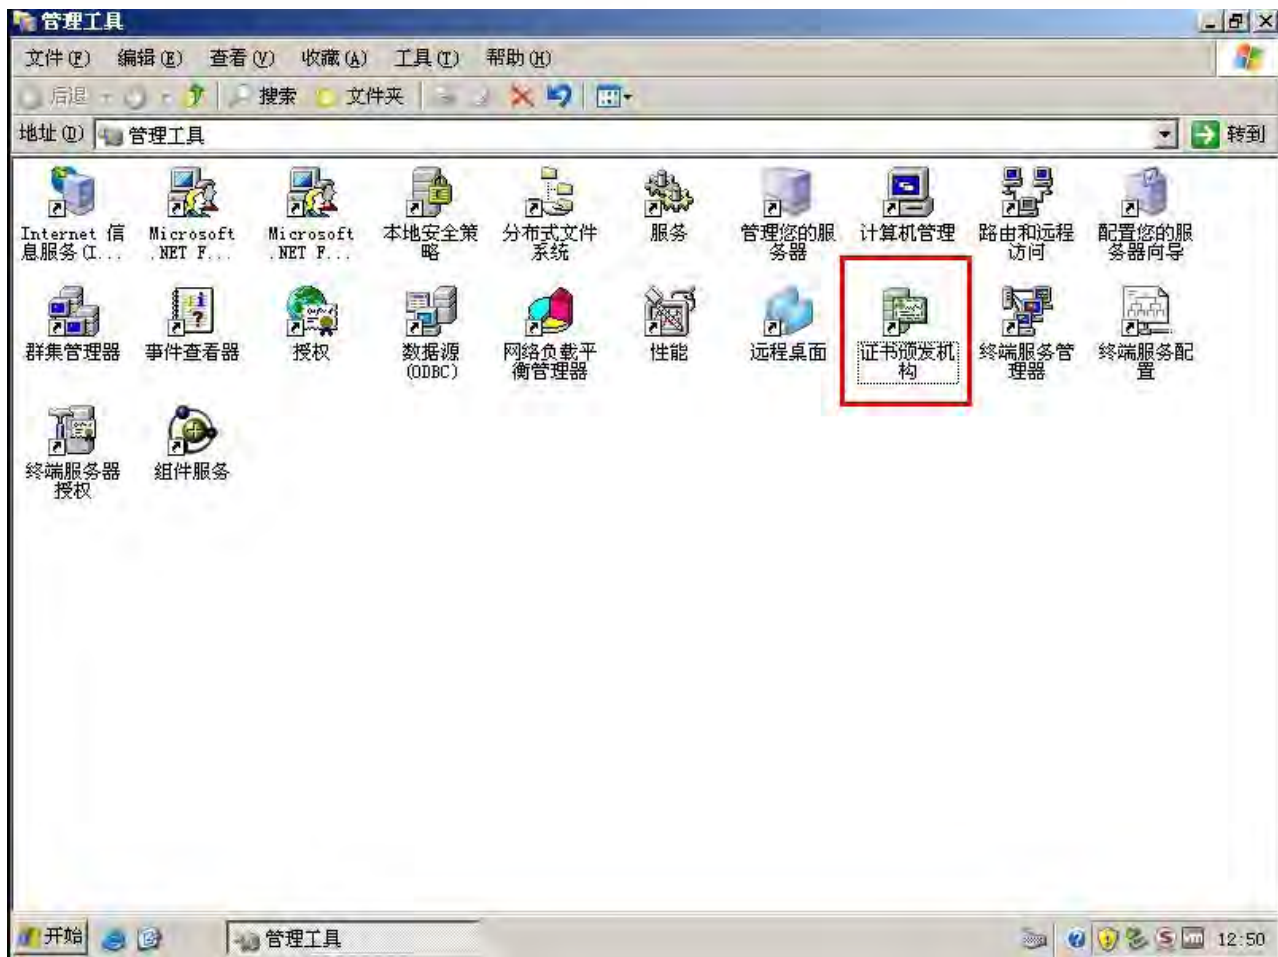 管理工具
文件(F) 编辑(E) 查看(V) 收藏(A) 工具(T) 帮助(H)
后退 搜索 文件夹
地址(D) 管理工具 转到
Internet 信息服务(I...
Microsoft .NET F...
Microsoft .NET F...
本地安全策略
分布式文件系统
服务
管理您的服务器
计算机管理
路由和远程访问
配置您的服务器向导
群集管理器
事件查看器
授权
数据源(ODBC)
网络负载平衡管理器
性能
远程桌面
证书颁发机构
终端服务管理器
终端服务配置
终端服务器授权
组件服务
开始 管理工具 12:50